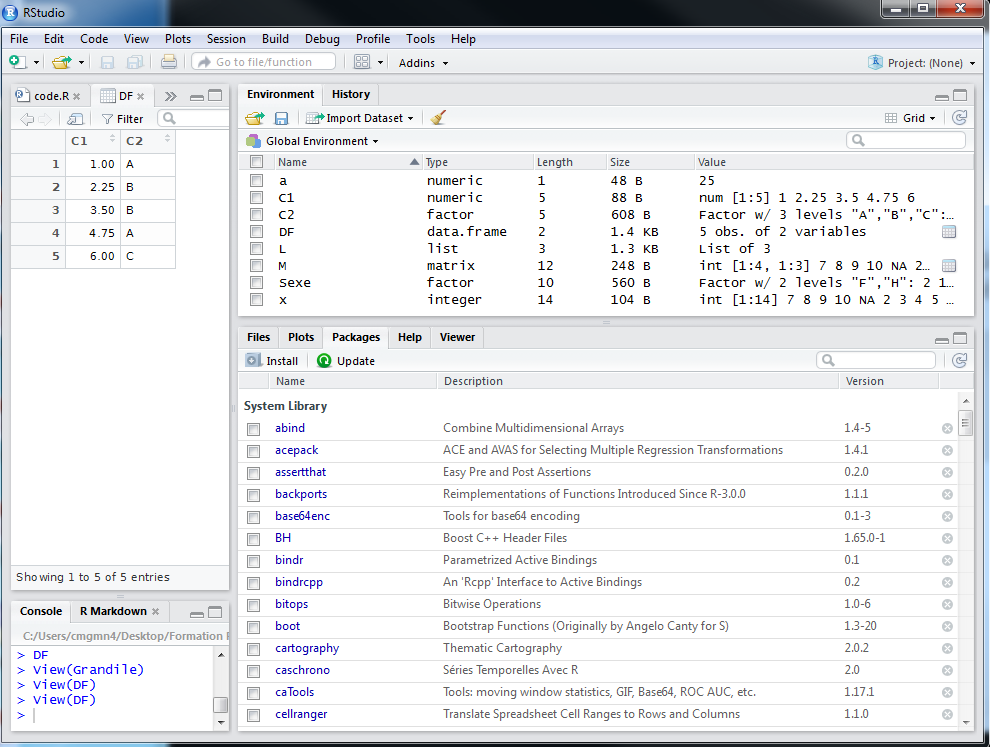 RStudio
File Edit Code View Plots Session Build Debug Profile Tools Help
Go to file/function Addins Project: (None)
code.R DF
Filter
C1 C2
1 1.00 A
2 2.25 B
3 3.50 B
4 4.75 A
5 6.00 C
Showing 1 to 5 of 5 entries
Console R Markdown
C:/Users/cmgmn4/Desktop/Formation
> DF
> View(Grandile)
> View(DF)
> View(DF)
>
Environment History
Import Dataset Grid
Global Environment
Name Type Length Size Value
a numeric 1 48 B 25
C1 numeric 5 88 B num [1:5] 1 2.25 3.5 4.75 6
C2 factor 5 608 B Factor w/ 3 levels "A","B","C":…
DF data.frame 2 1.4 KB 5 obs. of 2 variables
L list 3 1.3 KB List of 3
M matrix 12 248 B int [1:4, 1:3] 7 8 9 10 NA 2…
Sexe factor 10 560 B Factor w/ 2 levels "F","H": 2 1…
x integer 14 104 B int [1:14] 7 8 9 10 NA 2 3 4 5 …
Files Plots Packages Help Viewer
Install Update
Name Description Version
System Library
abind Combine Multidimensional Arrays 1.4-5
acepack ACE and AVAS for Selecting Multiple Regression Transformations 1.4.1
assertthat Easy Pre and Post Assertions 0.2.0
backports Reimplementations of Functions Introduced Since R-3.0.0 1.1.1
base64enc Tools for base64 encoding 0.1-3
BH Boost C++ Header Files 1.65.0-1
bindr Parametrized Active Bindings 0.1
bindrcpp An 'Rcpp' Interface to Active Bindings 0.2
bitops Bitwise Operations 1.0-6
boot Bootstrap Functions (Originally by Angelo Canty for S) 1.3-20
cartography Thematic Cartography 2.0.2
caschrono Séries Temporelles Avec R 2.0
caTools Tools: moving window statistics, GIF, Base64, ROC AUC, etc. 1.17.1
cellranger Translate Spreadsheet Cell Ranges to Rows and Columns 1.1.0